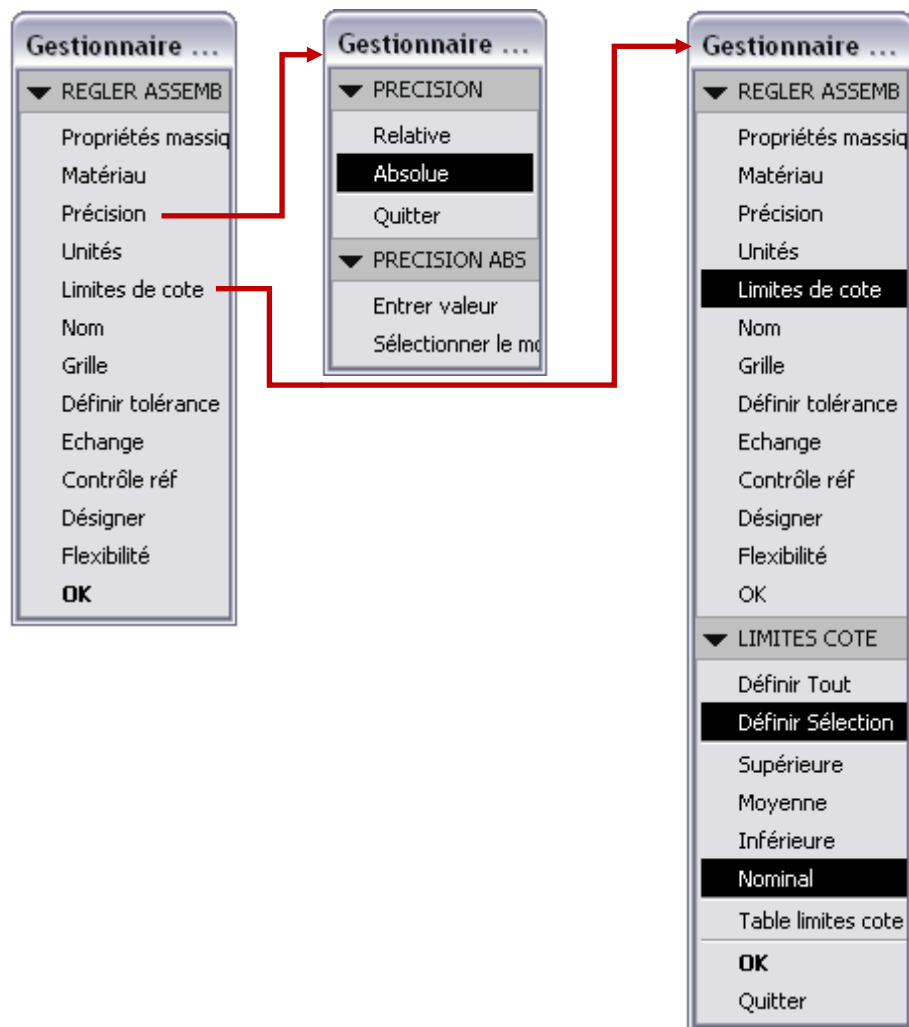 Gestionnaire ...
REGLER ASSEMB
Propriétés massiq
Matériau
Précision
Unités
Limites de cote
Nom
Grille
Définir tolérance
Echange
Contrôle réf
Désigner
Flexibilité
OK
Gestionnaire ...
PRECISION
Relative
Absolue
Quitter
PRECISION ABS
Entrer valeur
Sélectionner le mo
Gestionnaire ...
REGLER ASSEMB
Propriétés massiq
Matériau
Précision
Unités
Limites de cote
Nom
Grille
Définir tolérance
Echange
Contrôle réf
Désigner
Flexibilité
OK
LIMITES COTE
Définir Tout
Définir Sélection
Supérieure
Moyenne
Inférieure
Nominal
Table limites cote
OK
Quitter